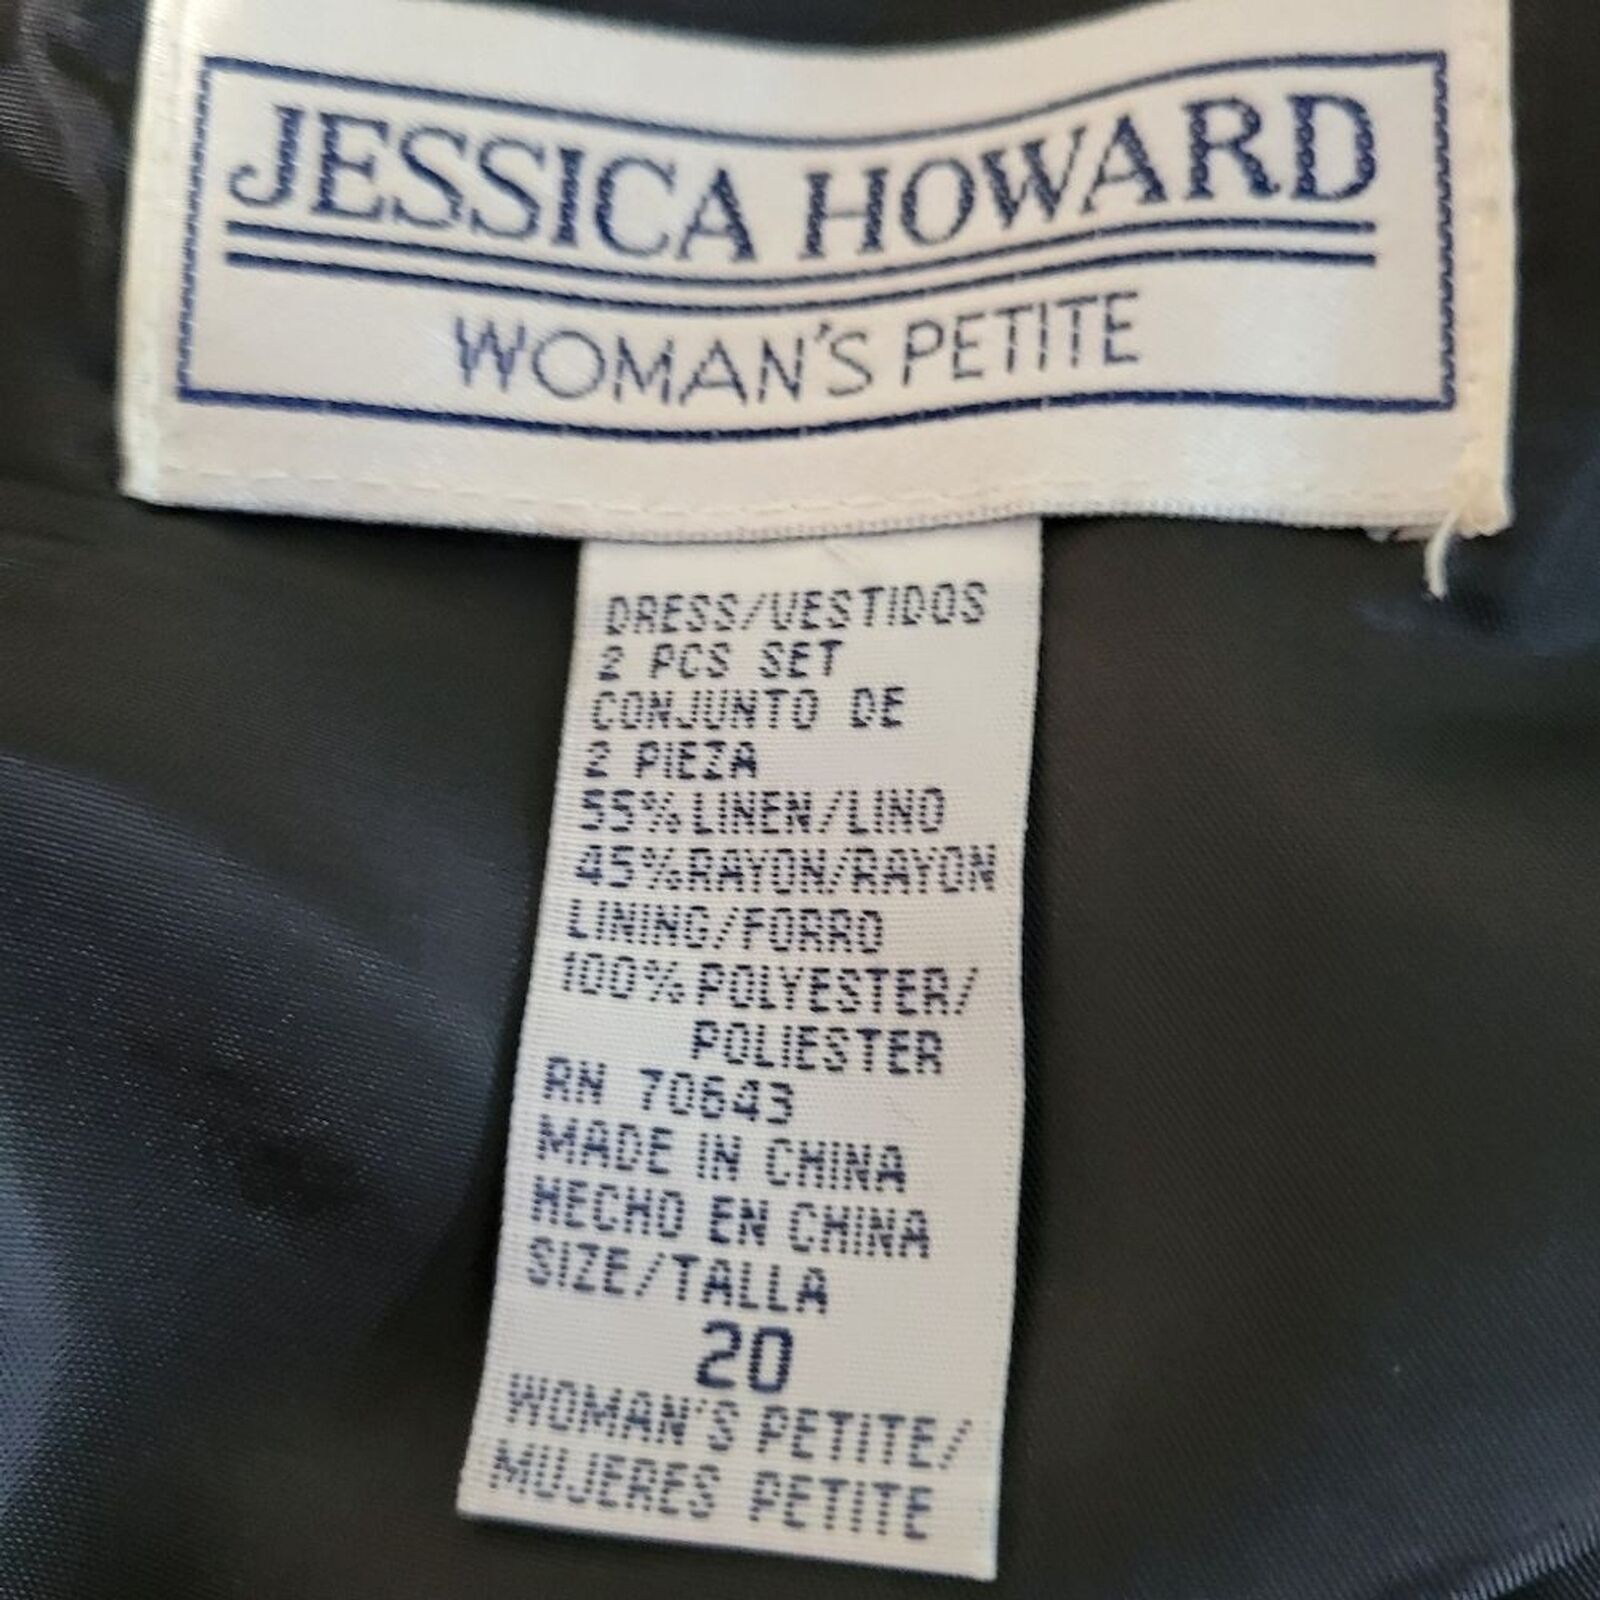 JESSICA HOWARD
WOMAN'S PETITE
DRESS/VESTIDOS
2 PCS SET
CONJUNTO DE
2 PIEZA
55% LINEN/LINO
45% RAYON/RAYON
LINING/FORRO
100% POLYESTER/
POLIESTER
RN 70643
MADE IN CHINA
HECHO EN CHINA
SIZE/TALLA
20
WOMAN'S PETITE/
MUJERES PETITE